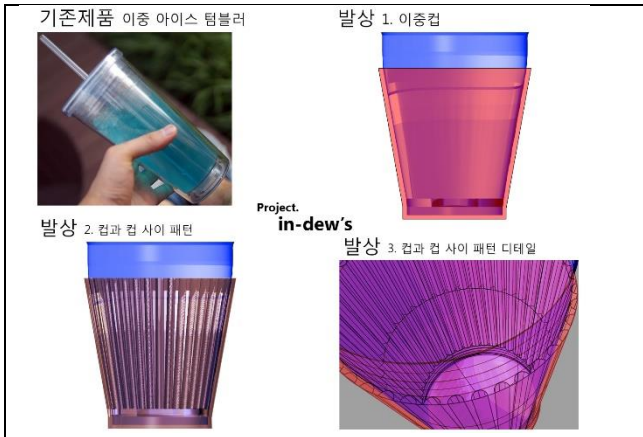 기존제품 이중 아이스 텀블러
발상 1. 이중컵
Project.
in-dew's
발상 2. 컵과 컵 사이 패턴
발상 3. 컵과 컵 사이 패턴 디테일